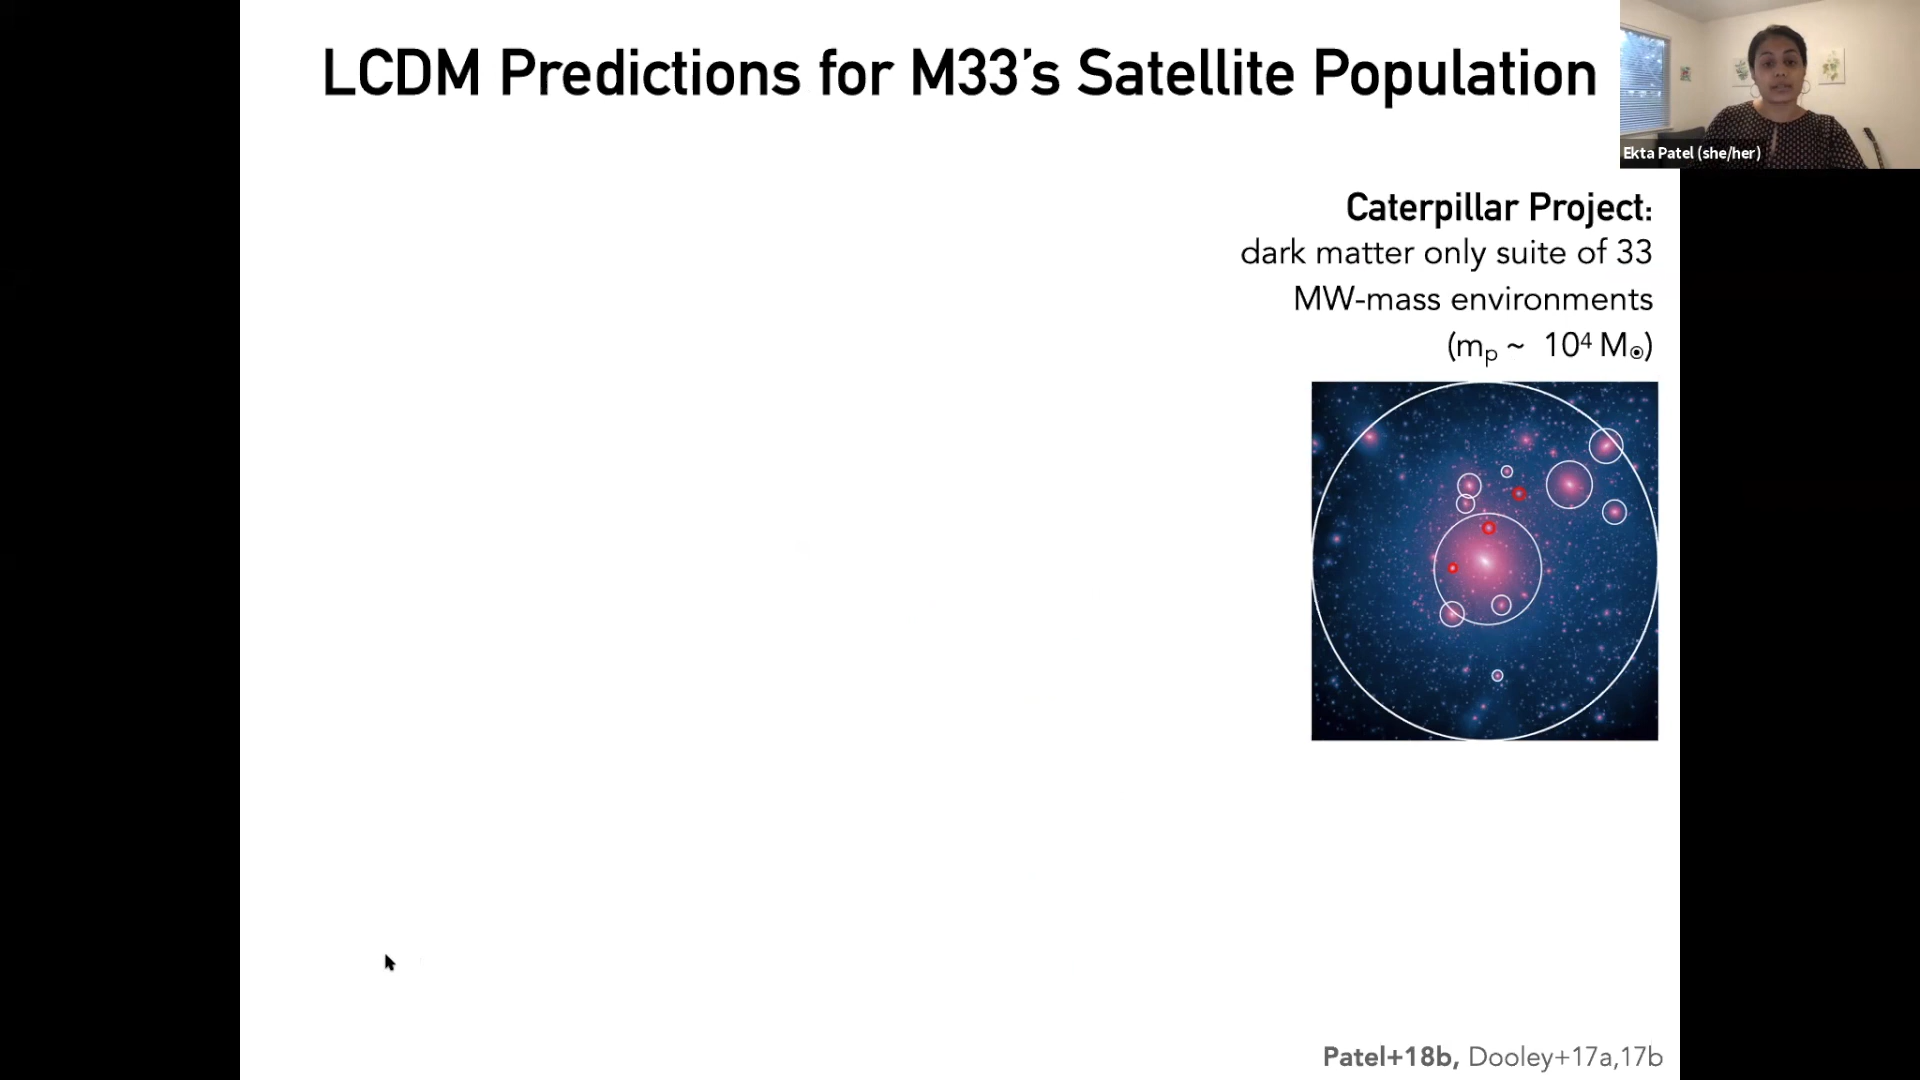 LCDM Predictions for M33’s Satellite Population
Ekta Patel (she/her)
Caterpillar Project:
dark matter only suite of 33
MW-mass environments
(mp ~ 10⁴ M☉)
Patel+18b, Dooley+17a,17b